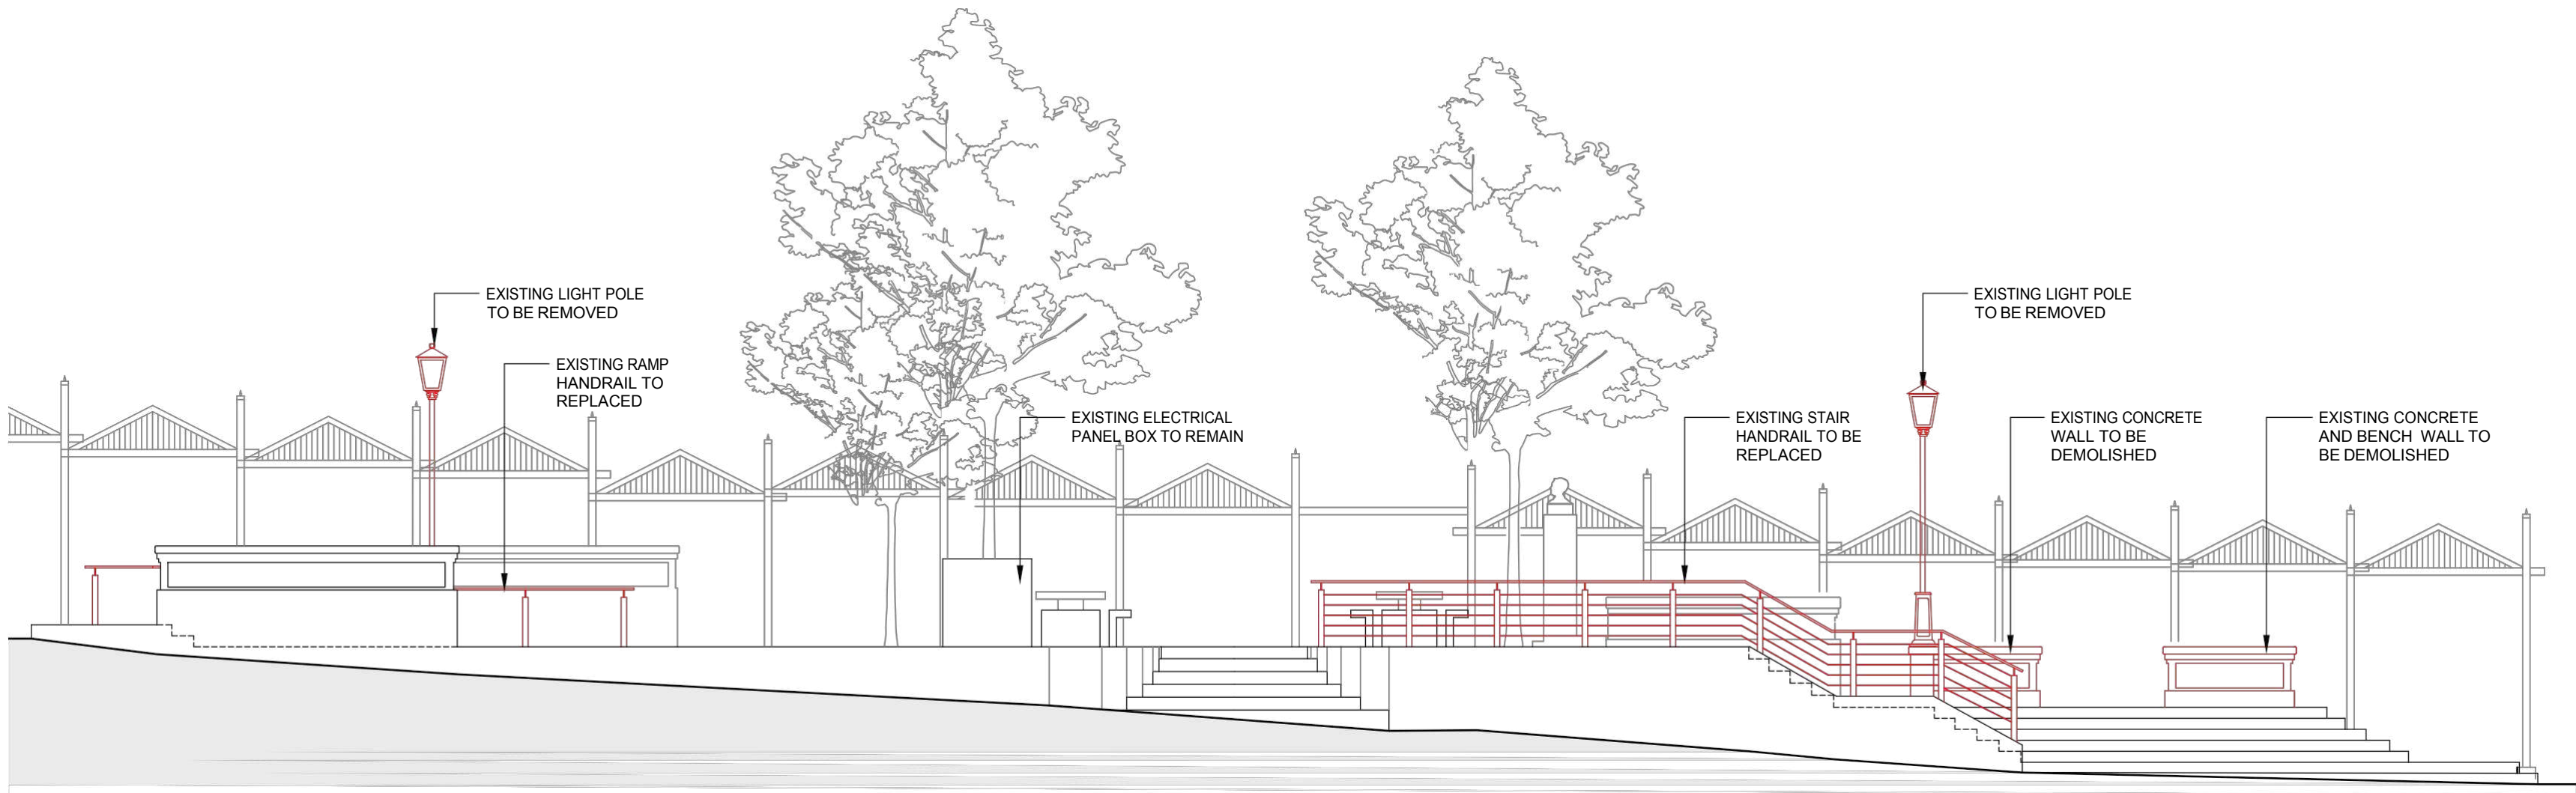 EXISTING LIGHT POLE
TO BE REMOVED
EXISTING RAMP
HANDRAIL TO
REPLACED
EXISTING ELECTRICAL
PANEL BOX TO REMAIN
EXISTING STAIR
HANDRAIL TO BE
REPLACED
EXISTING LIGHT POLE
TO BE REMOVED
EXISTING CONCRETE
WALL TO BE
DEMOLISHED
EXISTING CONCRETE
AND BENCH WALL TO
BE DEMOLISHED